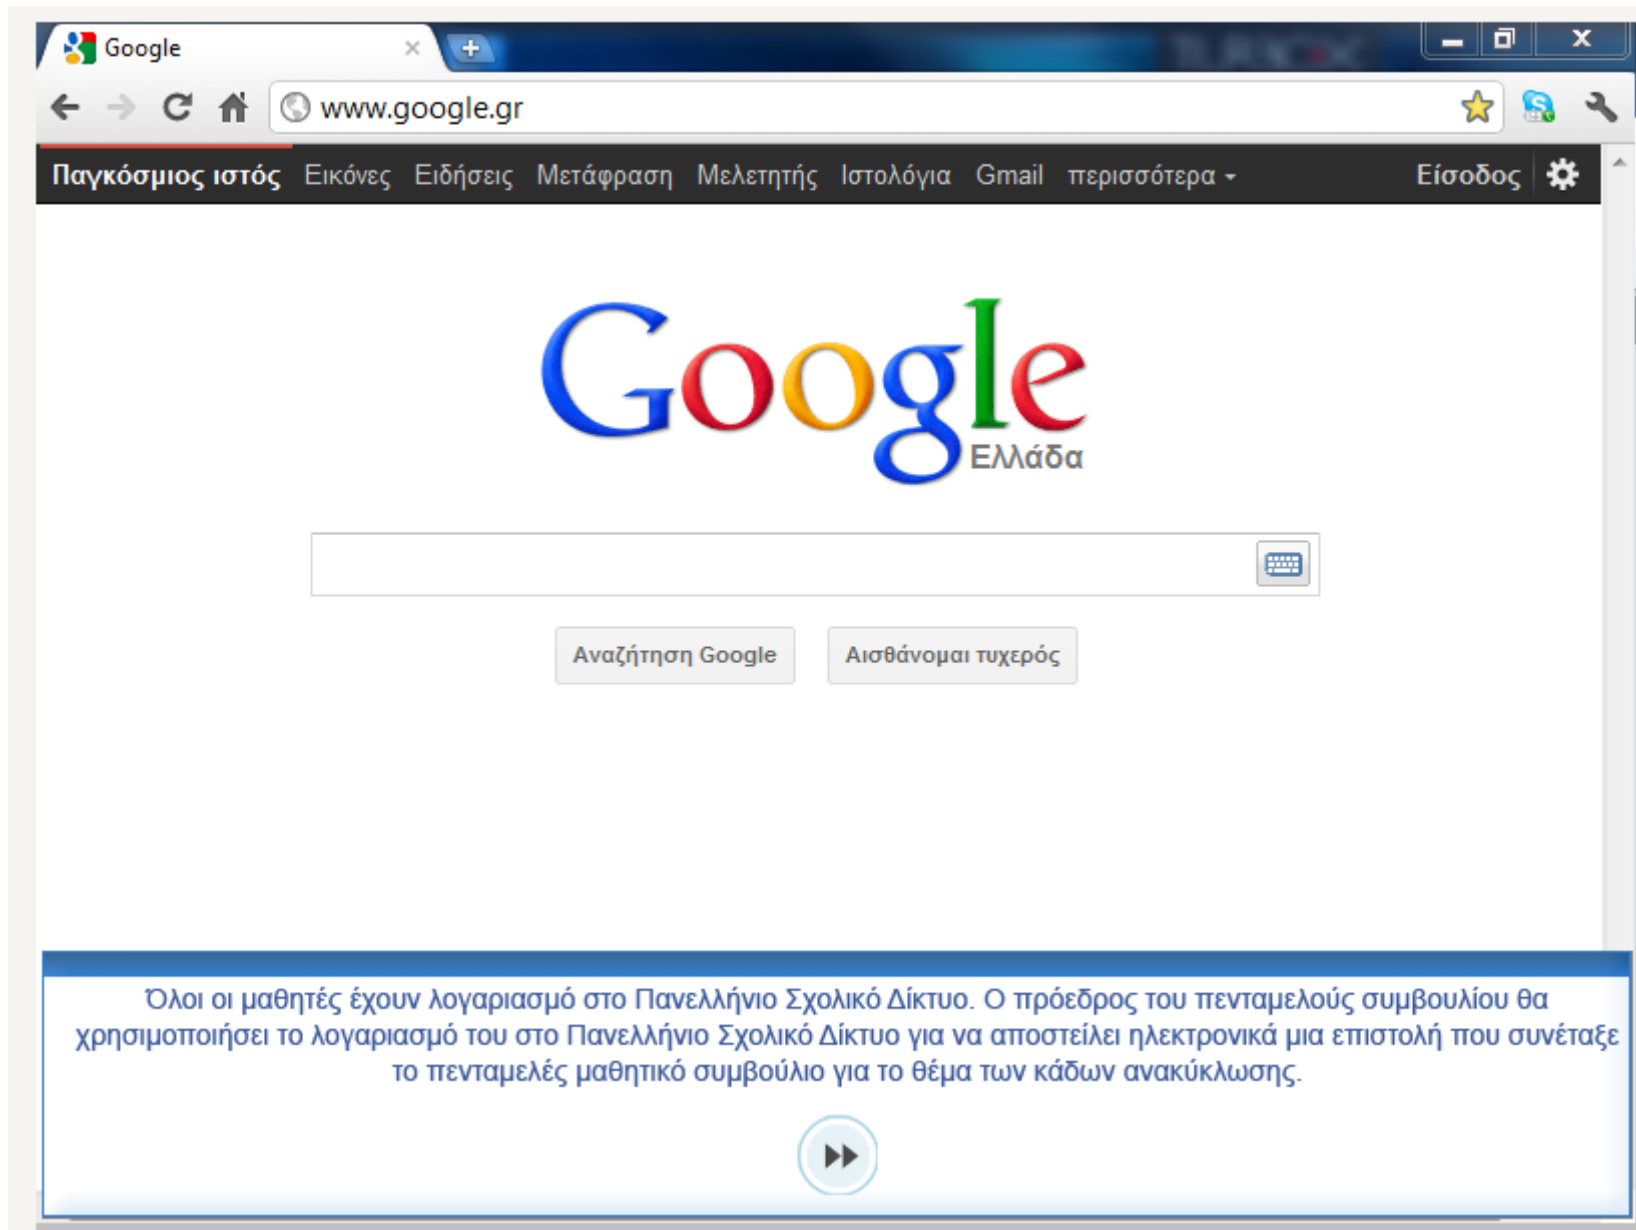 Google
www.google.gr
Παγκόσμιος ιστός Εικόνες Ειδήσεις Μετάφραση Μελετητής Ιστολόγια Gmail περισσότερα Είσοδος
Google
Ελλάδα
Αναζήτηση Google Αισθάνομαι τυχερός
Όλοι οι μαθητές έχουν λογαριασμό στο Πανελλήνιο Σχολικό Δίκτυο. Ο πρόεδρος του πενταμελούς συμβουλίου θα
χρησιμοποιήσει το λογαριασμό του στο Πανελλήνιο Σχολικό Δίκτυο για να αποστείλει ηλεκτρονικά μια επιστολή που συνέταξε
το πενταμελές μαθητικό συμβούλιο για το θέμα των κάδων ανακύκλωσης.